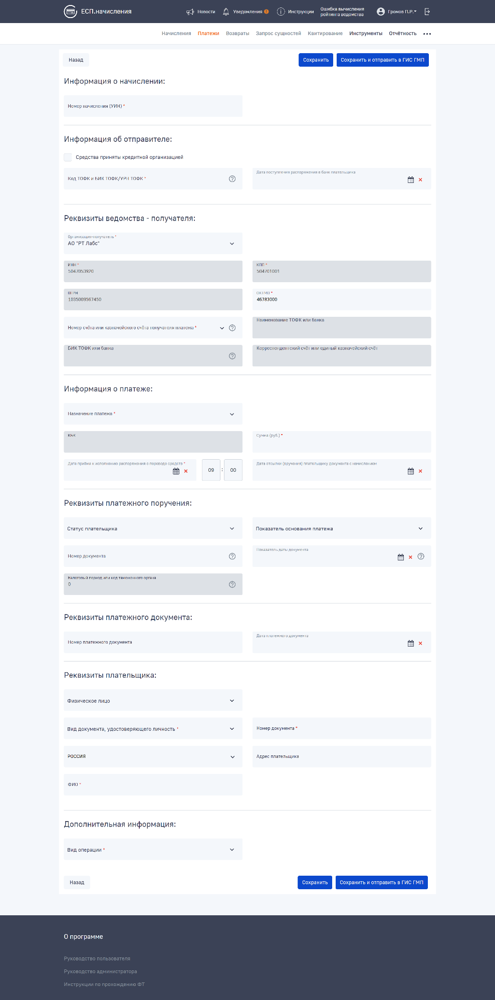 ЕСП.начисления
Новости
Уведомления
Инструкции
Ошибка вычисления
рейтинга ведомства
Громов П.Р.
Начисления Платежи Возвраты Запрос сущностей Квитирование Инструменты Отчётность •••
Назад
Сохранить
Сохранить и отправить в ГИС ГМП
Информация о начислении:
Номер начисления (УИН) *
Информация об отправителе:
Средства приняты кредитной организацией
Код ТОФК и БИК ТОФК/УРН ТОФК *
Дата поступления распоряжения в банк плательщика
Реквизиты ведомства - получателя:
Организация-получатель *
АО "РТ Лабс"
ИНН *
5047053920
КПП *
504701001
ОГРН
1035009567450
ОКТМО *
46783000
Номер счёта или казначейского счёта получателя платежа *
Наименование ТОФК или банка
БИК ТОФК или банка
Корреспондентский счёт или единый казначейский счёт
Информация о платеже:
Назначение платежа *
КБК
Сумма (руб.) *
Дата приёма к исполнению распоряжения о переводе средств *
09 : 00
Дата отсылки (вручения) плательщику документа с начислением
Реквизиты платежного поручения:
Статус плательщика
Показатель основания платежа
Номер документа
Показатель даты документа
Налоговый период или код таможенного органа
0
Реквизиты платежного документа:
Номер платежного документа
Дата платежного документа
Реквизиты плательщика:
Физическое лицо
Вид документа, удостоверяющего личность *
Номер документа *
РОССИЯ
Адрес плательщика
ФИО *
Дополнительная информация:
Вид операции *
Назад
Сохранить
Сохранить и отправить в ГИС ГМП
О программе
Руководство пользователя
Руководство администратора
Инструкции по прохождению ФТ